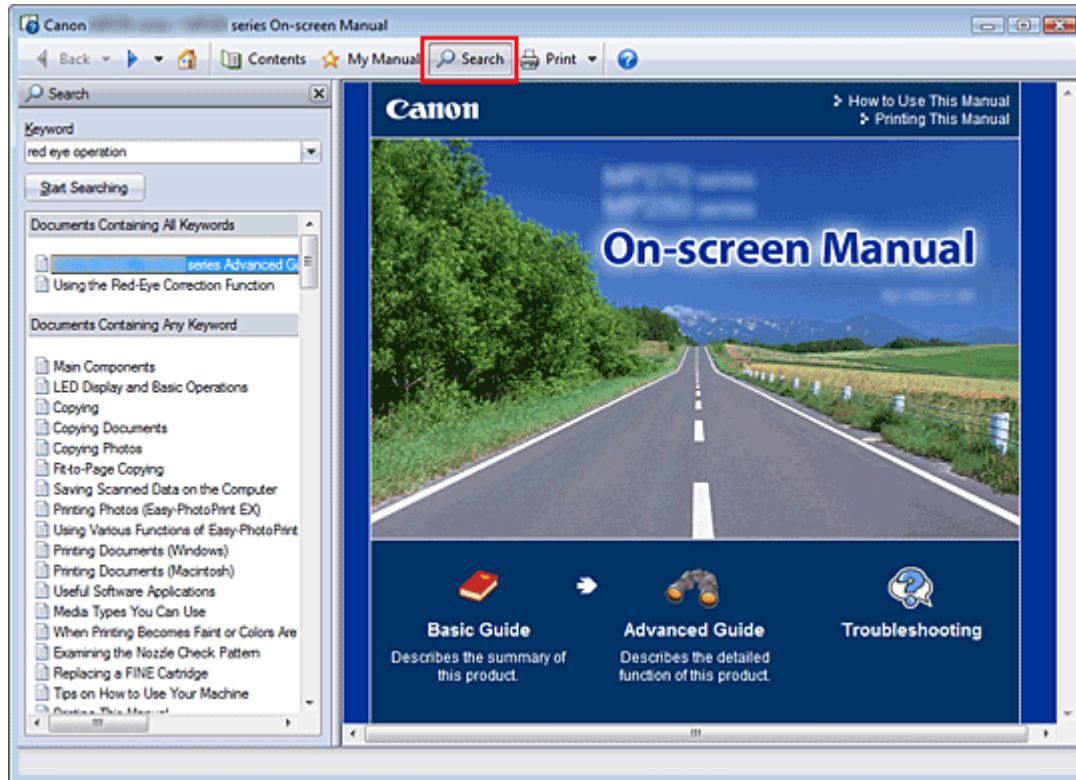 Canon series On-screen Manual
Back Contents My Manual Search Print
Search
Keyword
red eye operation
Start Searching
Documents Containing All Keywords
series Advanced G
Using the Red-Eye Correction Function
Documents Containing Any Keyword
Main Components
LED Display and Basic Operations
Copying
Copying Documents
Copying Photos
Fit-to-Page Copying
Saving Scanned Data on the Computer
Printing Photos (Easy-PhotoPrint EX)
Using Various Functions of Easy-PhotoPrint
Printing Documents (Windows)
Printing Documents (Macintosh)
Useful Software Applications
Media Types You Can Use
When Printing Becomes Faint or Colors Are
Examining the Nozzle Check Pattern
Replacing a FINE Cartridge
Tips on How to Use Your Machine
Printing This Manual
Canon
How to Use This Manual
Printing This Manual
series
series
On-screen Manual
Basic Guide
Describes the summary of
this product.
Advanced Guide
Describes the detailed
function of this product.
Troubleshooting